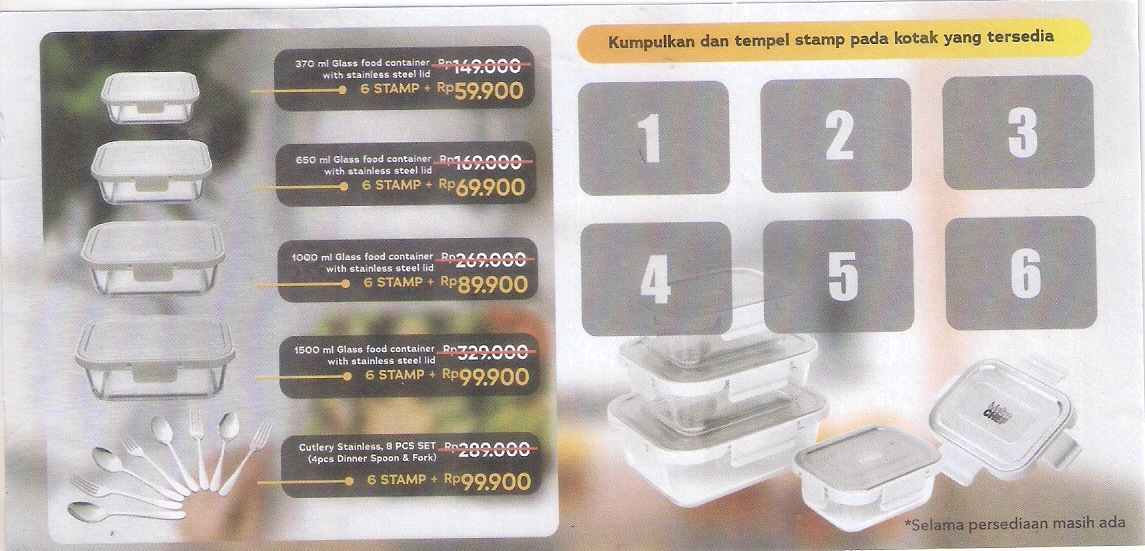 370 ml Glass food container Rp149.000
with stainless steel lid
6 STAMP + Rp59.900
650 ml Glass food container Rp169.000
with stainless steel lid
6 STAMP + Rp69.900
1000 ml Glass food container Rp269.000
with stainless steel lid
6 STAMP + Rp89.900
1500 ml Glass food container Rp329.000
with stainless steel lid
6 STAMP + Rp99.900
Cutlery Stainless, 8 PCS SET Rp289.000
(4pcs Dinner Spoon & Fork)
6 STAMP + Rp99.900
Kumpulkan dan tempel stamp pada kotak yang tersedia
1 2 3
4 5 6
CHEF
*Selama persediaan masih ada